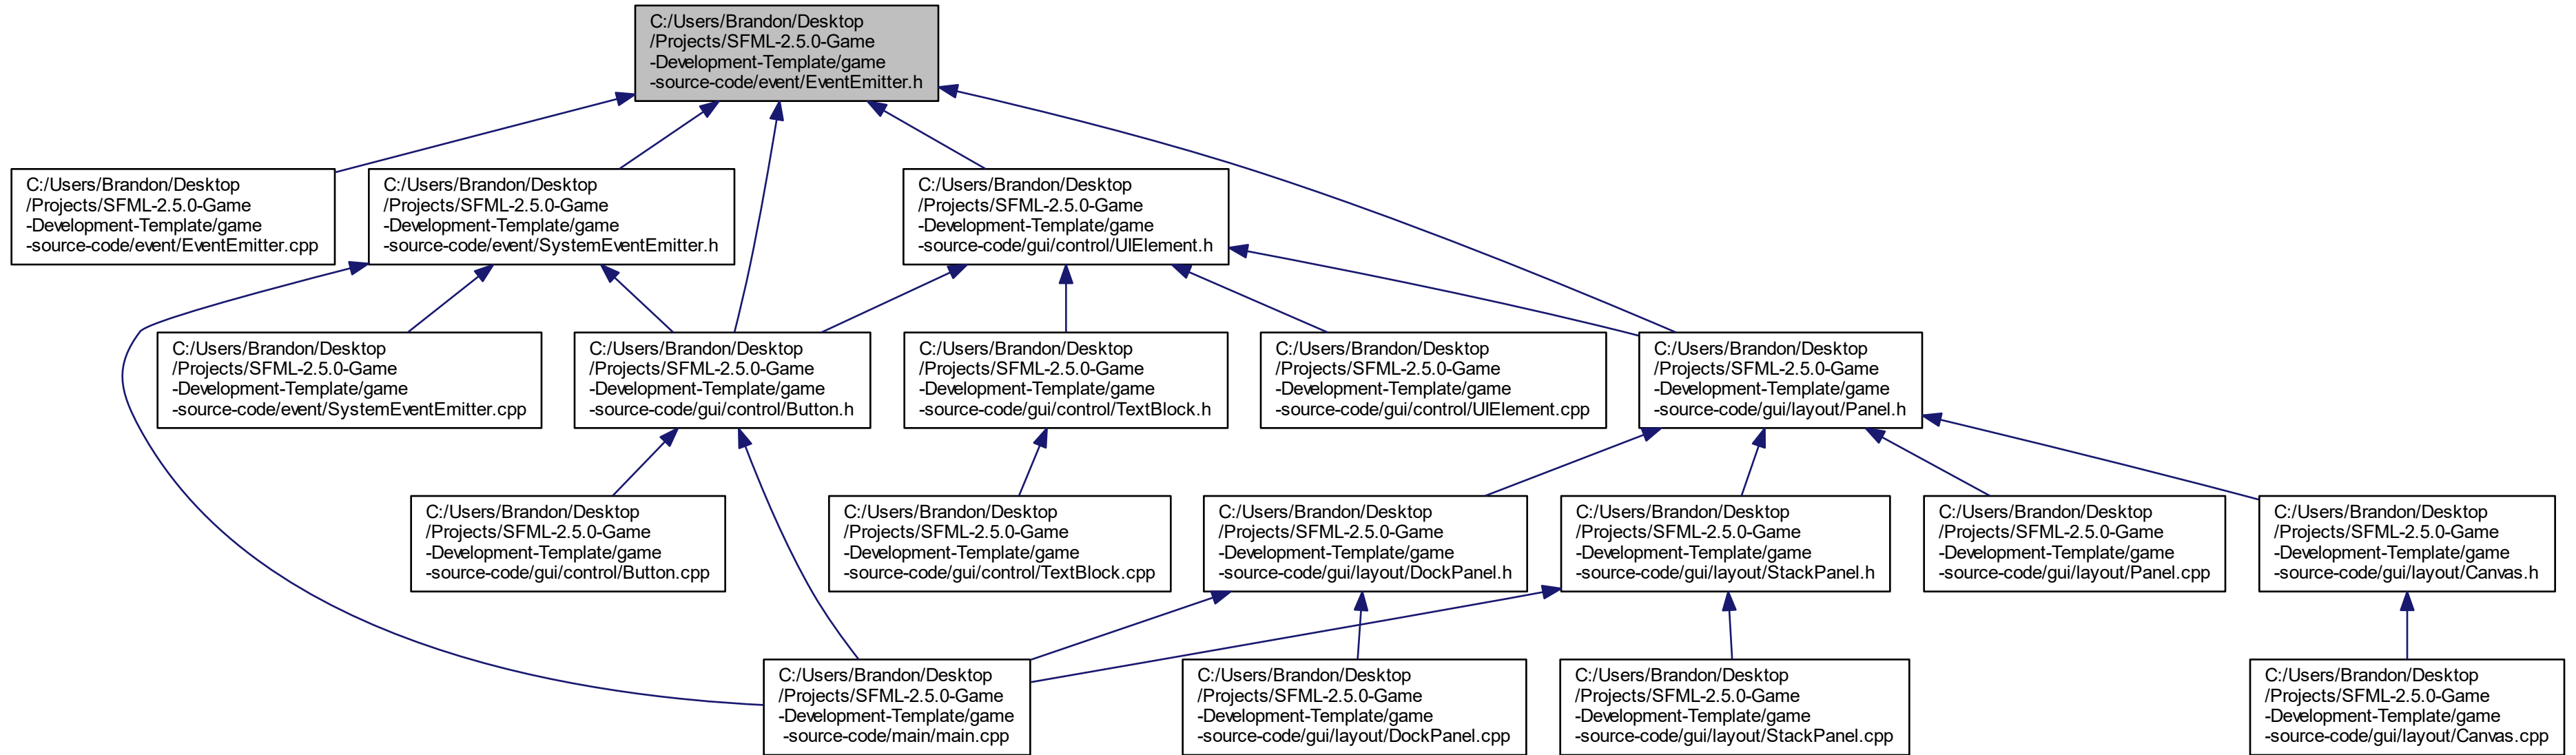 C:/Users/Brandon/Desktop
/Projects/SFML-2.5.0-Game
-Development-Template/game
-source-code/event/EventEmitter.h
C:/Users/Brandon/Desktop
/Projects/SFML-2.5.0-Game
-Development-Template/game
-source-code/event/EventEmitter.cpp
C:/Users/Brandon/Desktop
/Projects/SFML-2.5.0-Game
-Development-Template/game
-source-code/event/SystemEventEmitter.h
C:/Users/Brandon/Desktop
/Projects/SFML-2.5.0-Game
-Development-Template/game
-source-code/gui/control/UIElement.h
C:/Users/Brandon/Desktop
/Projects/SFML-2.5.0-Game
-Development-Template/game
-source-code/event/SystemEventEmitter.cpp
C:/Users/Brandon/Desktop
/Projects/SFML-2.5.0-Game
-Development-Template/game
-source-code/gui/control/Button.h
C:/Users/Brandon/Desktop
/Projects/SFML-2.5.0-Game
-Development-Template/game
-source-code/gui/control/TextBlock.h
C:/Users/Brandon/Desktop
/Projects/SFML-2.5.0-Game
-Development-Template/game
-source-code/gui/control/UIElement.cpp
C:/Users/Brandon/Desktop
/Projects/SFML-2.5.0-Game
-Development-Template/game
-source-code/gui/layout/Panel.h
C:/Users/Brandon/Desktop
/Projects/SFML-2.5.0-Game
-Development-Template/game
-source-code/gui/control/Button.cpp
C:/Users/Brandon/Desktop
/Projects/SFML-2.5.0-Game
-Development-Template/game
-source-code/gui/control/TextBlock.cpp
C:/Users/Brandon/Desktop
/Projects/SFML-2.5.0-Game
-Development-Template/game
-source-code/gui/layout/DockPanel.h
C:/Users/Brandon/Desktop
/Projects/SFML-2.5.0-Game
-Development-Template/game
-source-code/gui/layout/StackPanel.h
C:/Users/Brandon/Desktop
/Projects/SFML-2.5.0-Game
-Development-Template/game
-source-code/gui/layout/Panel.cpp
C:/Users/Brandon/Desktop
/Projects/SFML-2.5.0-Game
-Development-Template/game
-source-code/gui/layout/Canvas.h
C:/Users/Brandon/Desktop
/Projects/SFML-2.5.0-Game
-Development-Template/game
-source-code/main/main.cpp
C:/Users/Brandon/Desktop
/Projects/SFML-2.5.0-Game
-Development-Template/game
-source-code/gui/layout/DockPanel.cpp
C:/Users/Brandon/Desktop
/Projects/SFML-2.5.0-Game
-Development-Template/game
-source-code/gui/layout/StackPanel.cpp
C:/Users/Brandon/Desktop
/Projects/SFML-2.5.0-Game
-Development-Template/game
-source-code/gui/layout/Canvas.cpp